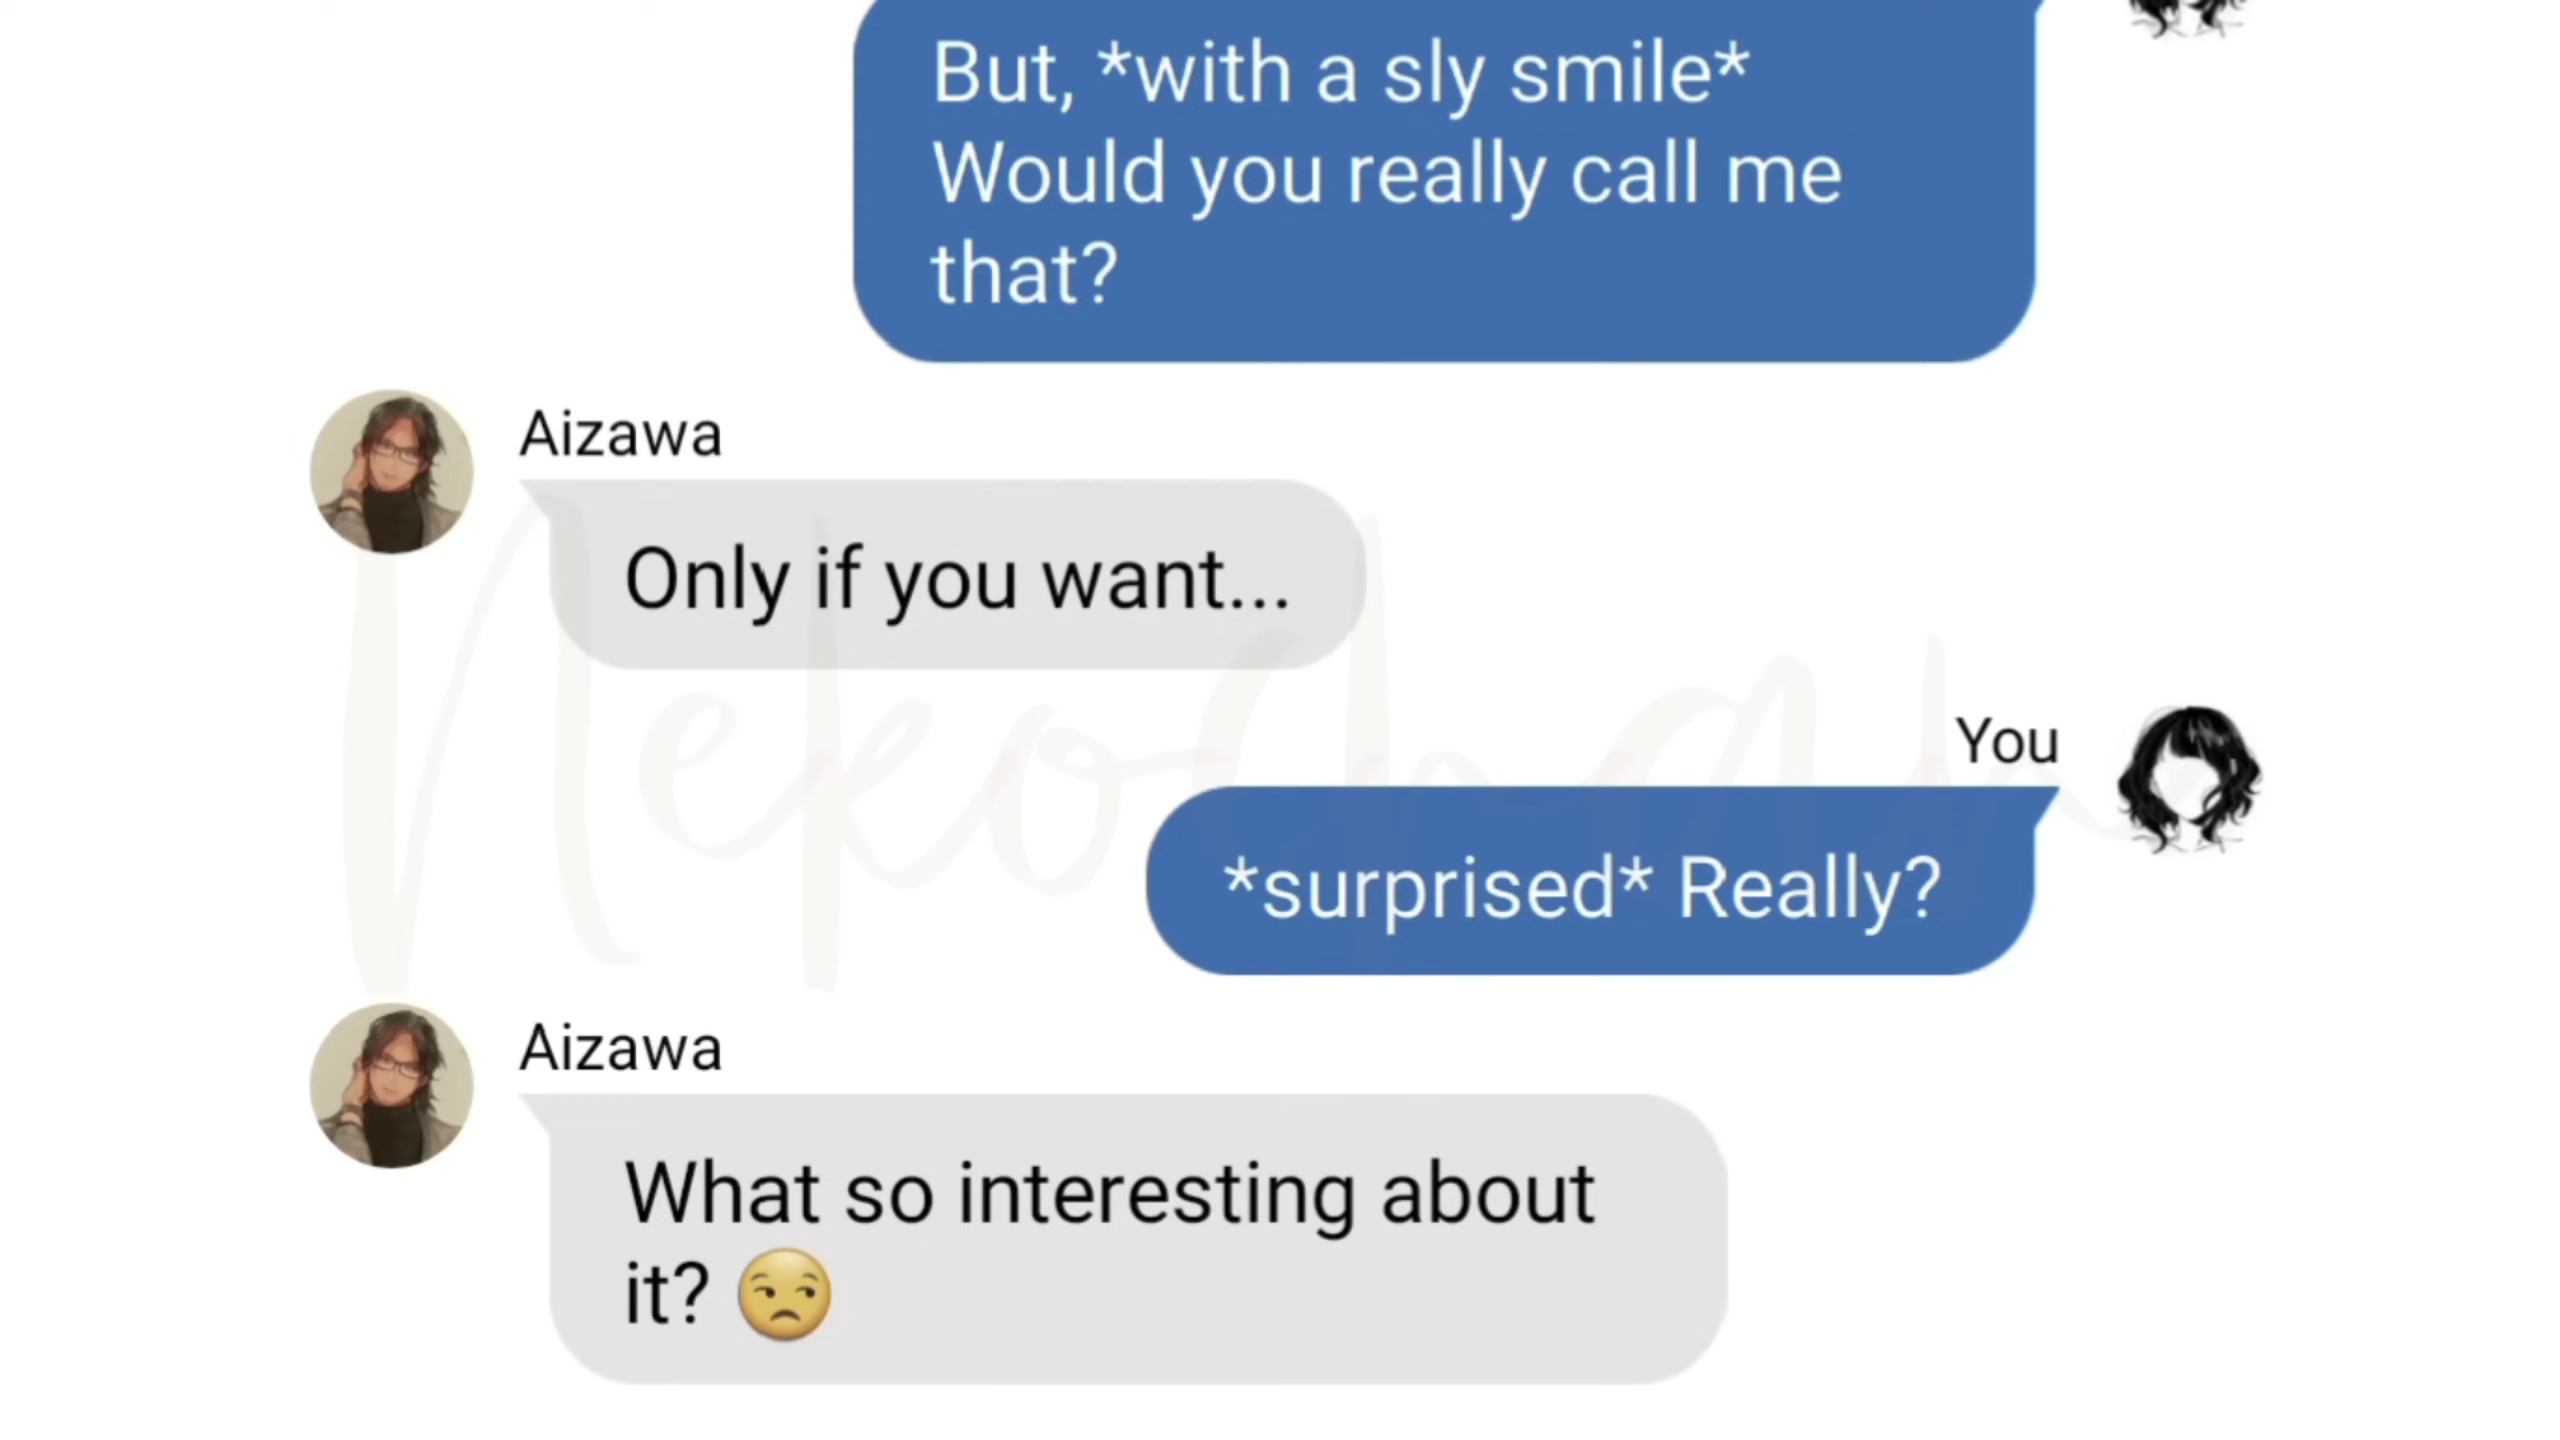 But, *with a sly smile*
Would you really call me
that?
Aizawa
Only if you want...
You
*surprised* Really?
Aizawa
What so interesting about
it? 😒